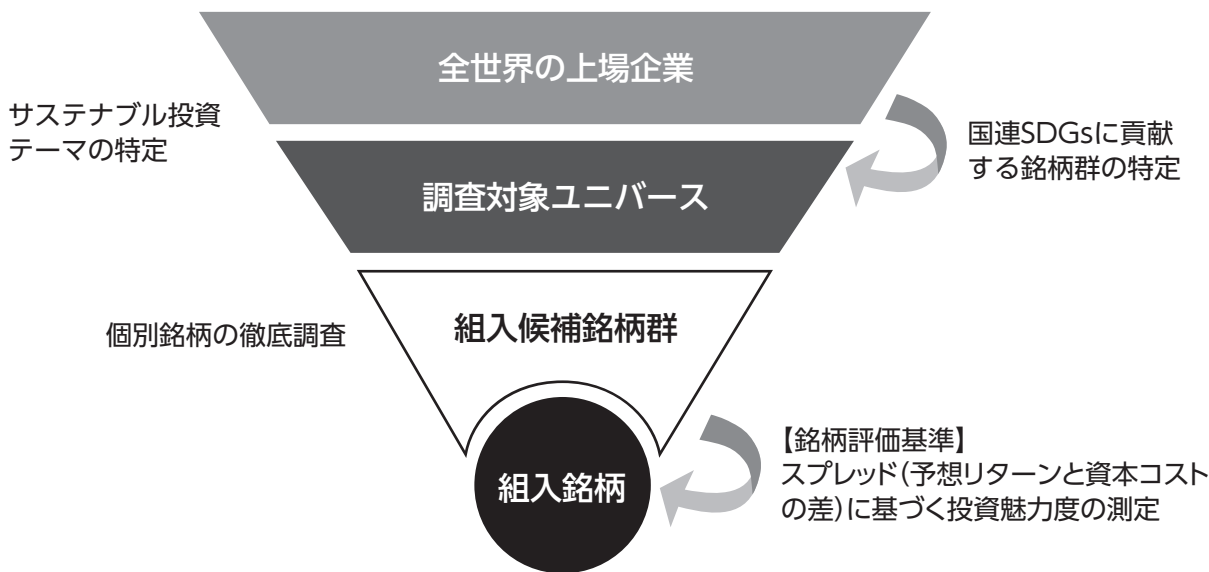 全世界の上場企業
サステナブル投資
テーマの特定
国連SDGsに貢献
する銘柄群の特定
調査対象ユニバース
個別銘柄の徹底調査
組入候補銘柄群
【銘柄評価基準】
スプレッド(予想リターンと資本コスト
の差)に基づく投資魅力度の測定
組入銘柄